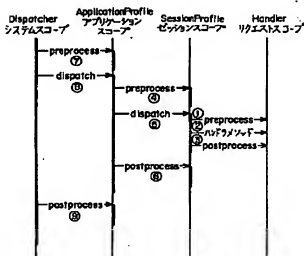 Dispatcher
システムスコープ
ApplicationProfile
アプリケーション
スコープ
SessionProfile
セッションスコープ
Handler
リクエストスコープ
preprocess
⑦
dispatch
preprocess
④
dispatch
⑤
①
preprocess
②
ハンドラメソッド
③
postprocess
postprocess
⑥
postprocess
⑨